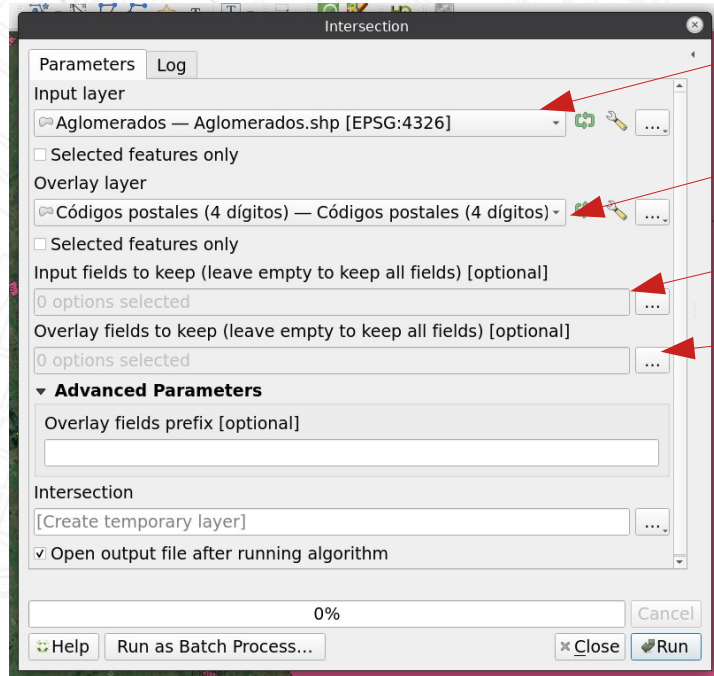 Intersection
Parameters
Log
Input layer
Aglomerados — Aglomerados.shp [EPSG:4326]
...
Selected features only
Overlay layer
Códigos postales (4 dígitos) — Códigos postales (4 dígitos)
...
Selected features only
Input fields to keep (leave empty to keep all fields) [optional]
0 options selected
...
Overlay fields to keep (leave empty to keep all fields) [optional]
0 options selected
...
Advanced Parameters
Overlay fields prefix [optional]
Intersection
[Create temporary layer]
...
Open output file after running algorithm
0%
Cancel
Help
Run as Batch Process...
Close
Run